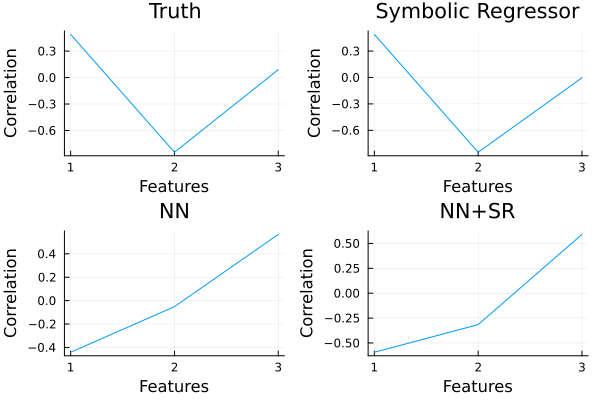 Truth
Correlation
0.3
0.0
−0.3
−0.6
1
2
3
Features
Symbolic Regressor
Correlation
0.3
0.0
−0.3
−0.6
1
2
3
Features
NN
Correlation
0.4
0.2
0.0
−0.2
−0.4
1
2
3
Features
NN+SR
Correlation
0.50
0.25
0.00
−0.25
−0.50
1
2
3
Features